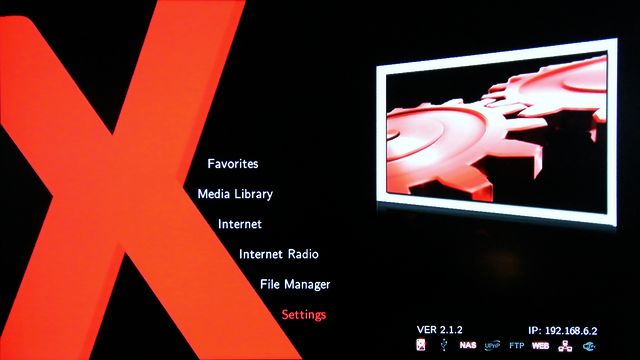 X
Favorites
Media Library
Internet
Internet Radio
File Manager
Settings
VER 2.1.2 IP: 192.168.6.2
NAS UPnP FTP WEB